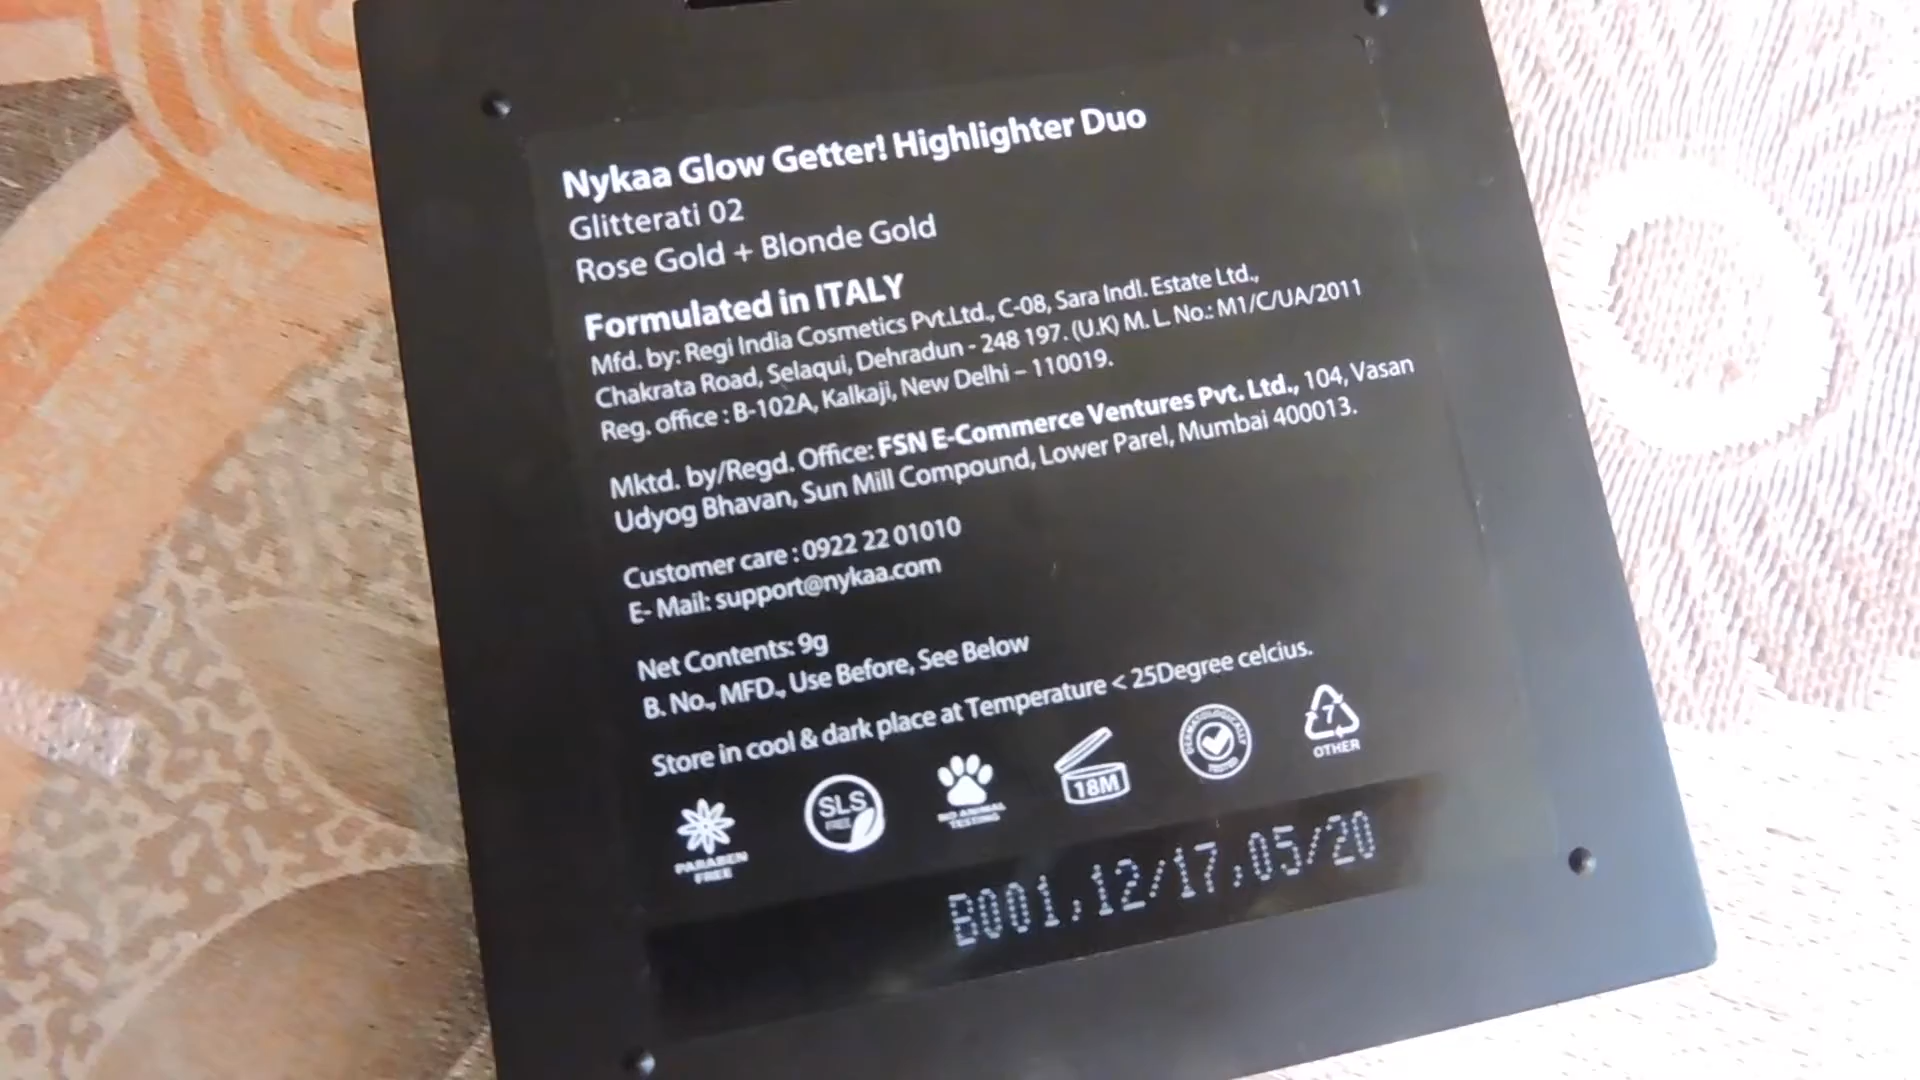 Nykaa Glow Getter! Highlighter Duo
Glitterati 02
Rose Gold + Blonde Gold
Formulated in ITALY
Mfd. by: Regi India Cosmetics Pvt.Ltd., C-08, Sara Indl. Estate Ltd.,
Chakrata Road, Selaqui, Dehradun - 248 197. (U.K) M. L. No.: M1/C/UA/2011
Reg. office : B-102A, Kalkaji, New Delhi – 110019.
Mktd. by/Regd. Office: FSN E-Commerce Ventures Pvt. Ltd., 104, Vasan
Udyog Bhavan, Sun Mill Compound, Lower Parel, Mumbai 400013.
Customer care : 0922 22 01010
E- Mail: support@nykaa.com
Net Contents: 9g
B. No., MFD., Use Before, See Below
Store in cool & dark place at Temperature < 25Degree celcius.
PARABEN
FREE
SLS
FREE
NO ANIMAL
TESTING
18M
DERMATOLOGICALLY
TESTED
7
OTHER
B001,12/17,05/20